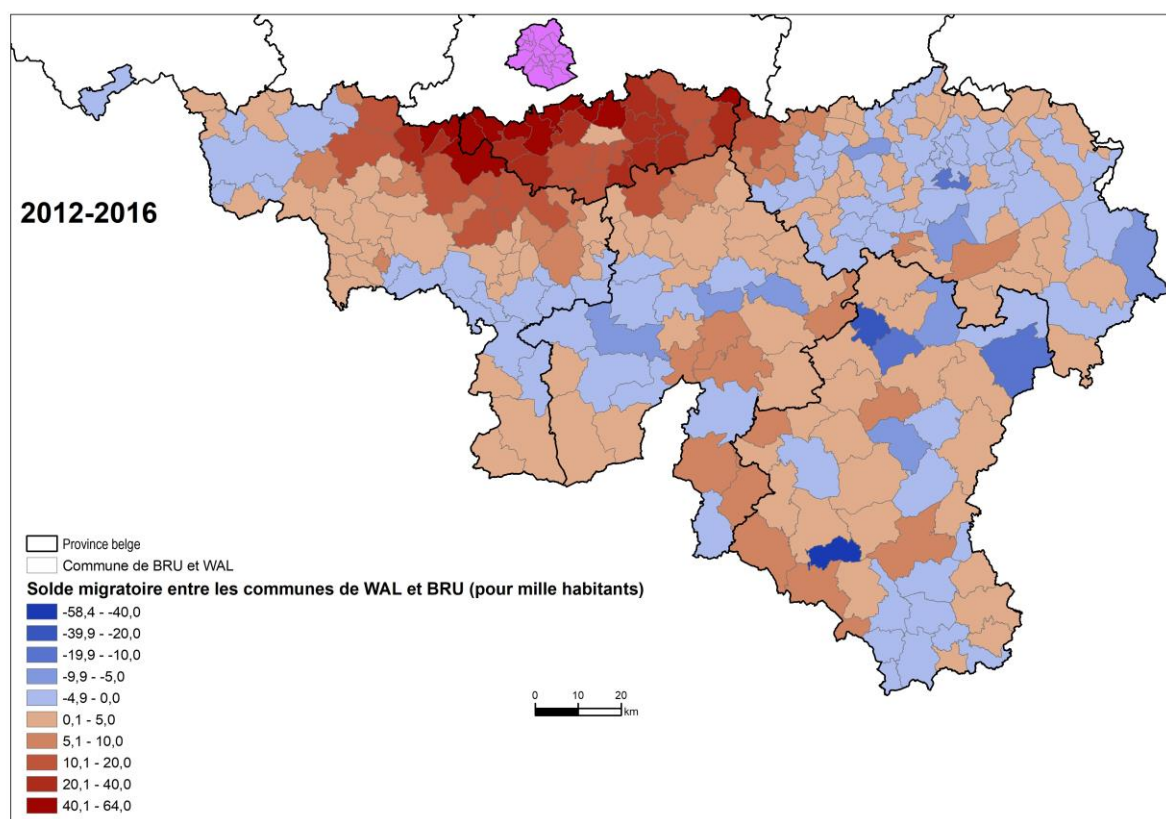 2012-2016
Province belge
Commune de BRU et WAL
Solde migratoire entre les communes de WAL et BRU (pour mille habitants)
-58,4 - -40,0
-39,9 - -20,0
-19,9 - -10,0
-9,9 - -5,0
-4,9 - 0,0
0,1 - 5,0
5,1 - 10,0
10,1 - 20,0
20,1 - 40,0
40,1 - 64,0
0 10 20
km